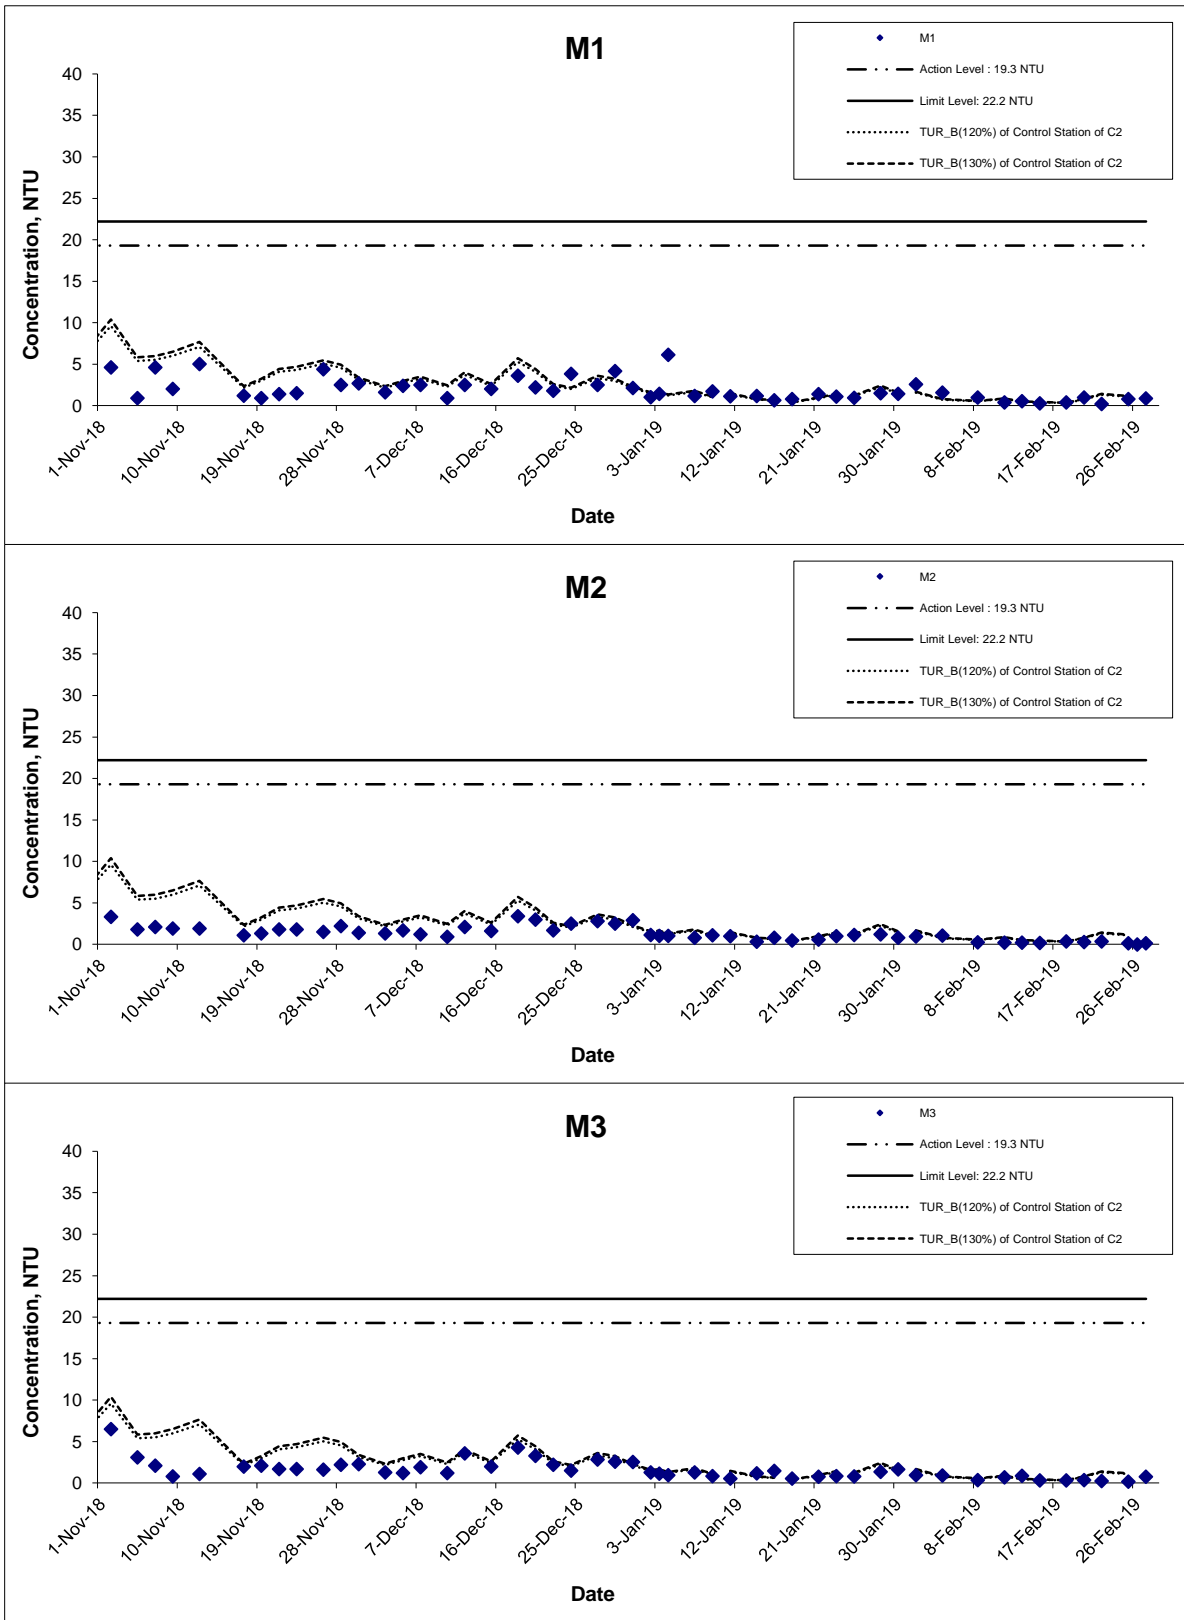 M1
M1
Action Level : 19.3 NTU
Limit Level: 22.2 NTU
TUR_B(120%) of Control Station of C2
TUR_B(130%) of Control Station of C2
Concentration, NTU
40
35
30
25
20
15
10
5
0
1-Nov-18
10-Nov-18
19-Nov-18
28-Nov-18
7-Dec-18
16-Dec-18
25-Dec-18
3-Jan-19
12-Jan-19
21-Jan-19
30-Jan-19
8-Feb-19
17-Feb-19
26-Feb-19
Date
M2
M2
Action Level : 19.3 NTU
Limit Level: 22.2 NTU
TUR_B(120%) of Control Station of C2
TUR_B(130%) of Control Station of C2
Concentration, NTU
40
35
30
25
20
15
10
5
0
1-Nov-18
10-Nov-18
19-Nov-18
28-Nov-18
7-Dec-18
16-Dec-18
25-Dec-18
3-Jan-19
12-Jan-19
21-Jan-19
30-Jan-19
8-Feb-19
17-Feb-19
26-Feb-19
Date
M3
M3
Action Level : 19.3 NTU
Limit Level: 22.2 NTU
TUR_B(120%) of Control Station of C2
TUR_B(130%) of Control Station of C2
Concentration, NTU
40
35
30
25
20
15
10
5
0
1-Nov-18
10-Nov-18
19-Nov-18
28-Nov-18
7-Dec-18
16-Dec-18
25-Dec-18
3-Jan-19
12-Jan-19
21-Jan-19
30-Jan-19
8-Feb-19
17-Feb-19
26-Feb-19
Date